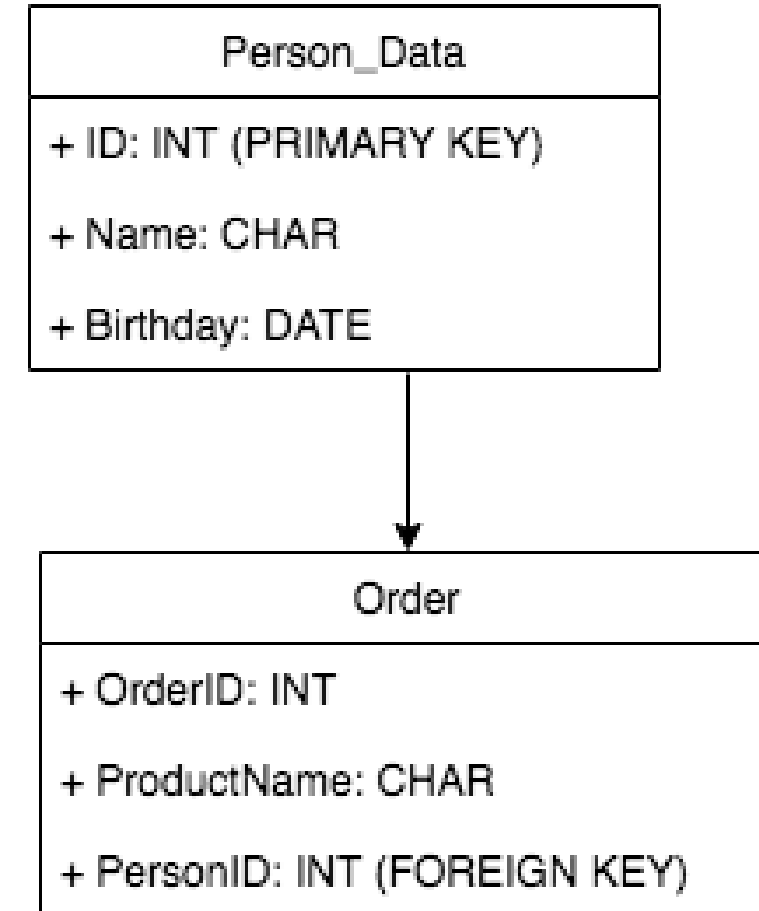 Person_Data
+ ID: INT (PRIMARY KEY)
+ Name: CHAR
+ Birthday: DATE
Order
+ OrderID: INT
+ ProductName: CHAR
+ PersonID: INT (FOREIGN KEY)